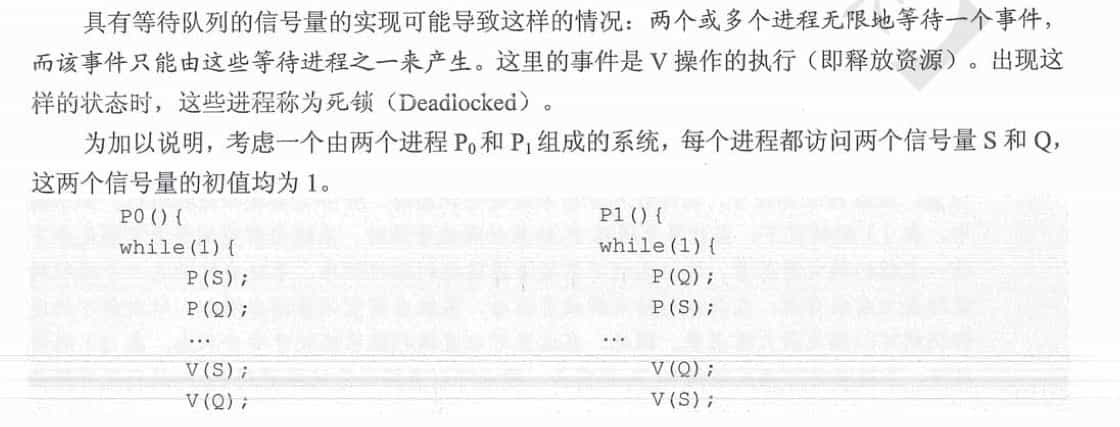 具有等待队列的信号量的实现可能导致这样的情况：两个或多个进程无限地等待一个事件，
而该事件只能由这些等待进程之一来产生。这里的事件是 V 操作的执行（即释放资源）。出现这
样的状态时，这些进程称为死锁（Deadlocked）。
为加以说明，考虑一个由两个进程 P₀ 和 P₁ 组成的系统，每个进程都访问两个信号量 S 和 Q，
这两个信号量的初值均为 1。
P0(){ P1(){
while(1){ while(1){
P(S); P(Q);
P(Q); P(S);
… …
V(S); V(Q);
V(Q); V(S);